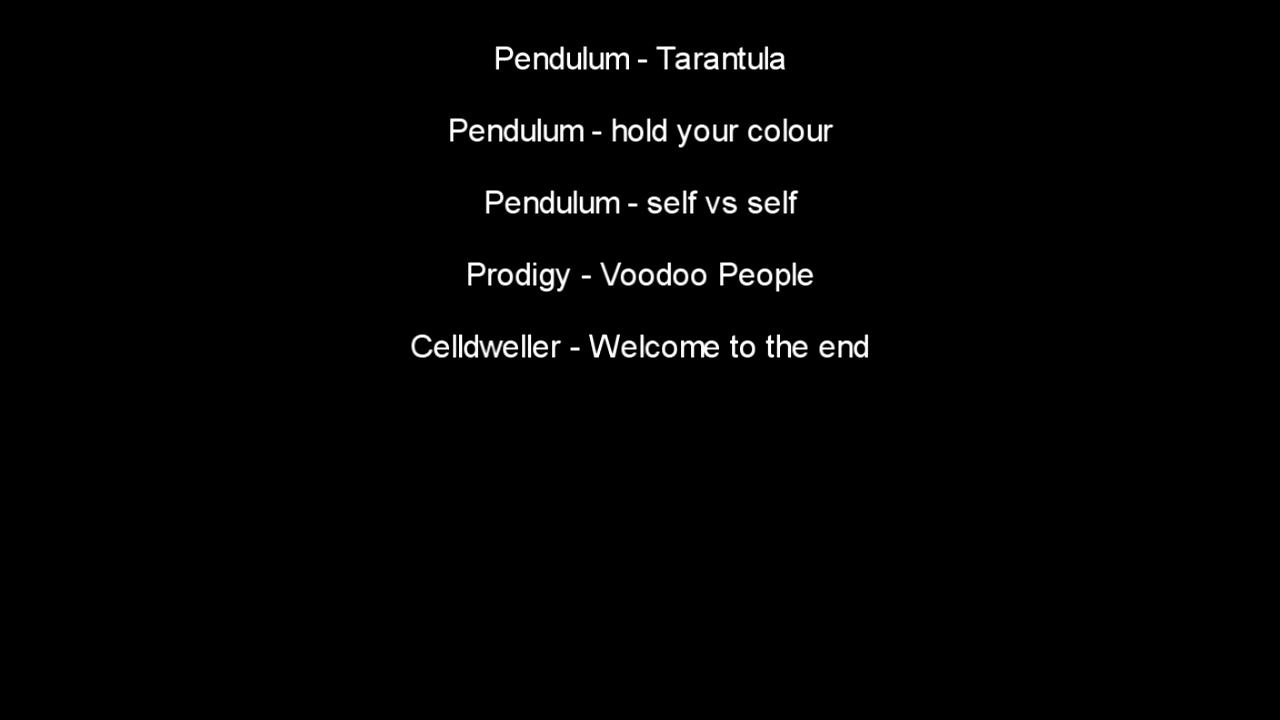 Pendulum - Tarantula
Pendulum - hold your colour
Pendulum - self vs self
Prodigy - Voodoo People
Celldweller - Welcome to the end